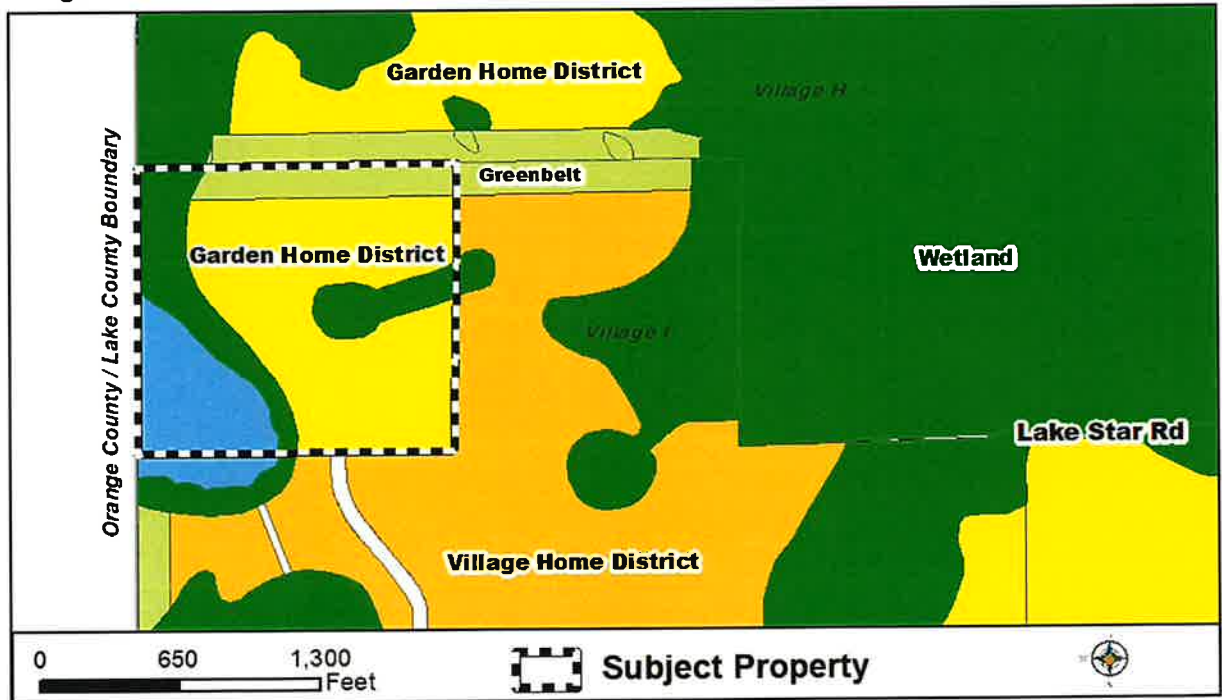 Garden Home District
Village H
Orange County / Lake County Boundary
Greenbelt
Garden Home District
Wetland
Village I
Lake Star Rd
Village Home District
0 650 1,300
Feet
Subject Property